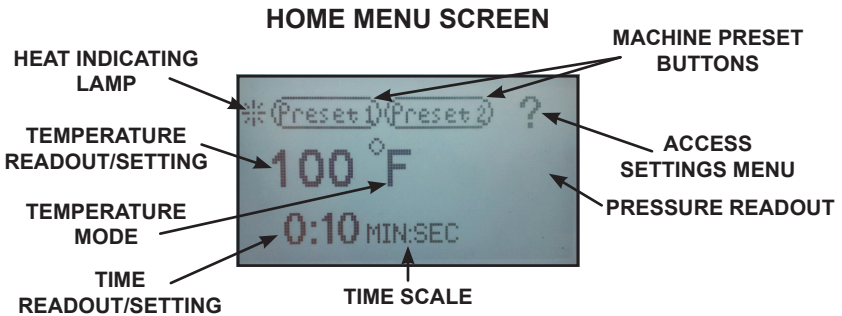 HOME MENU SCREEN
HEAT INDICATING
LAMP
MACHINE PRESET
BUTTONS
Preset 1 Preset 2 ?
TEMPERATURE
READOUT/SETTING
100 °F
ACCESS
SETTINGS MENU
TEMPERATURE
MODE
PRESSURE READOUT
0:10 MIN:SEC
TIME
READOUT/SETTING
TIME SCALE